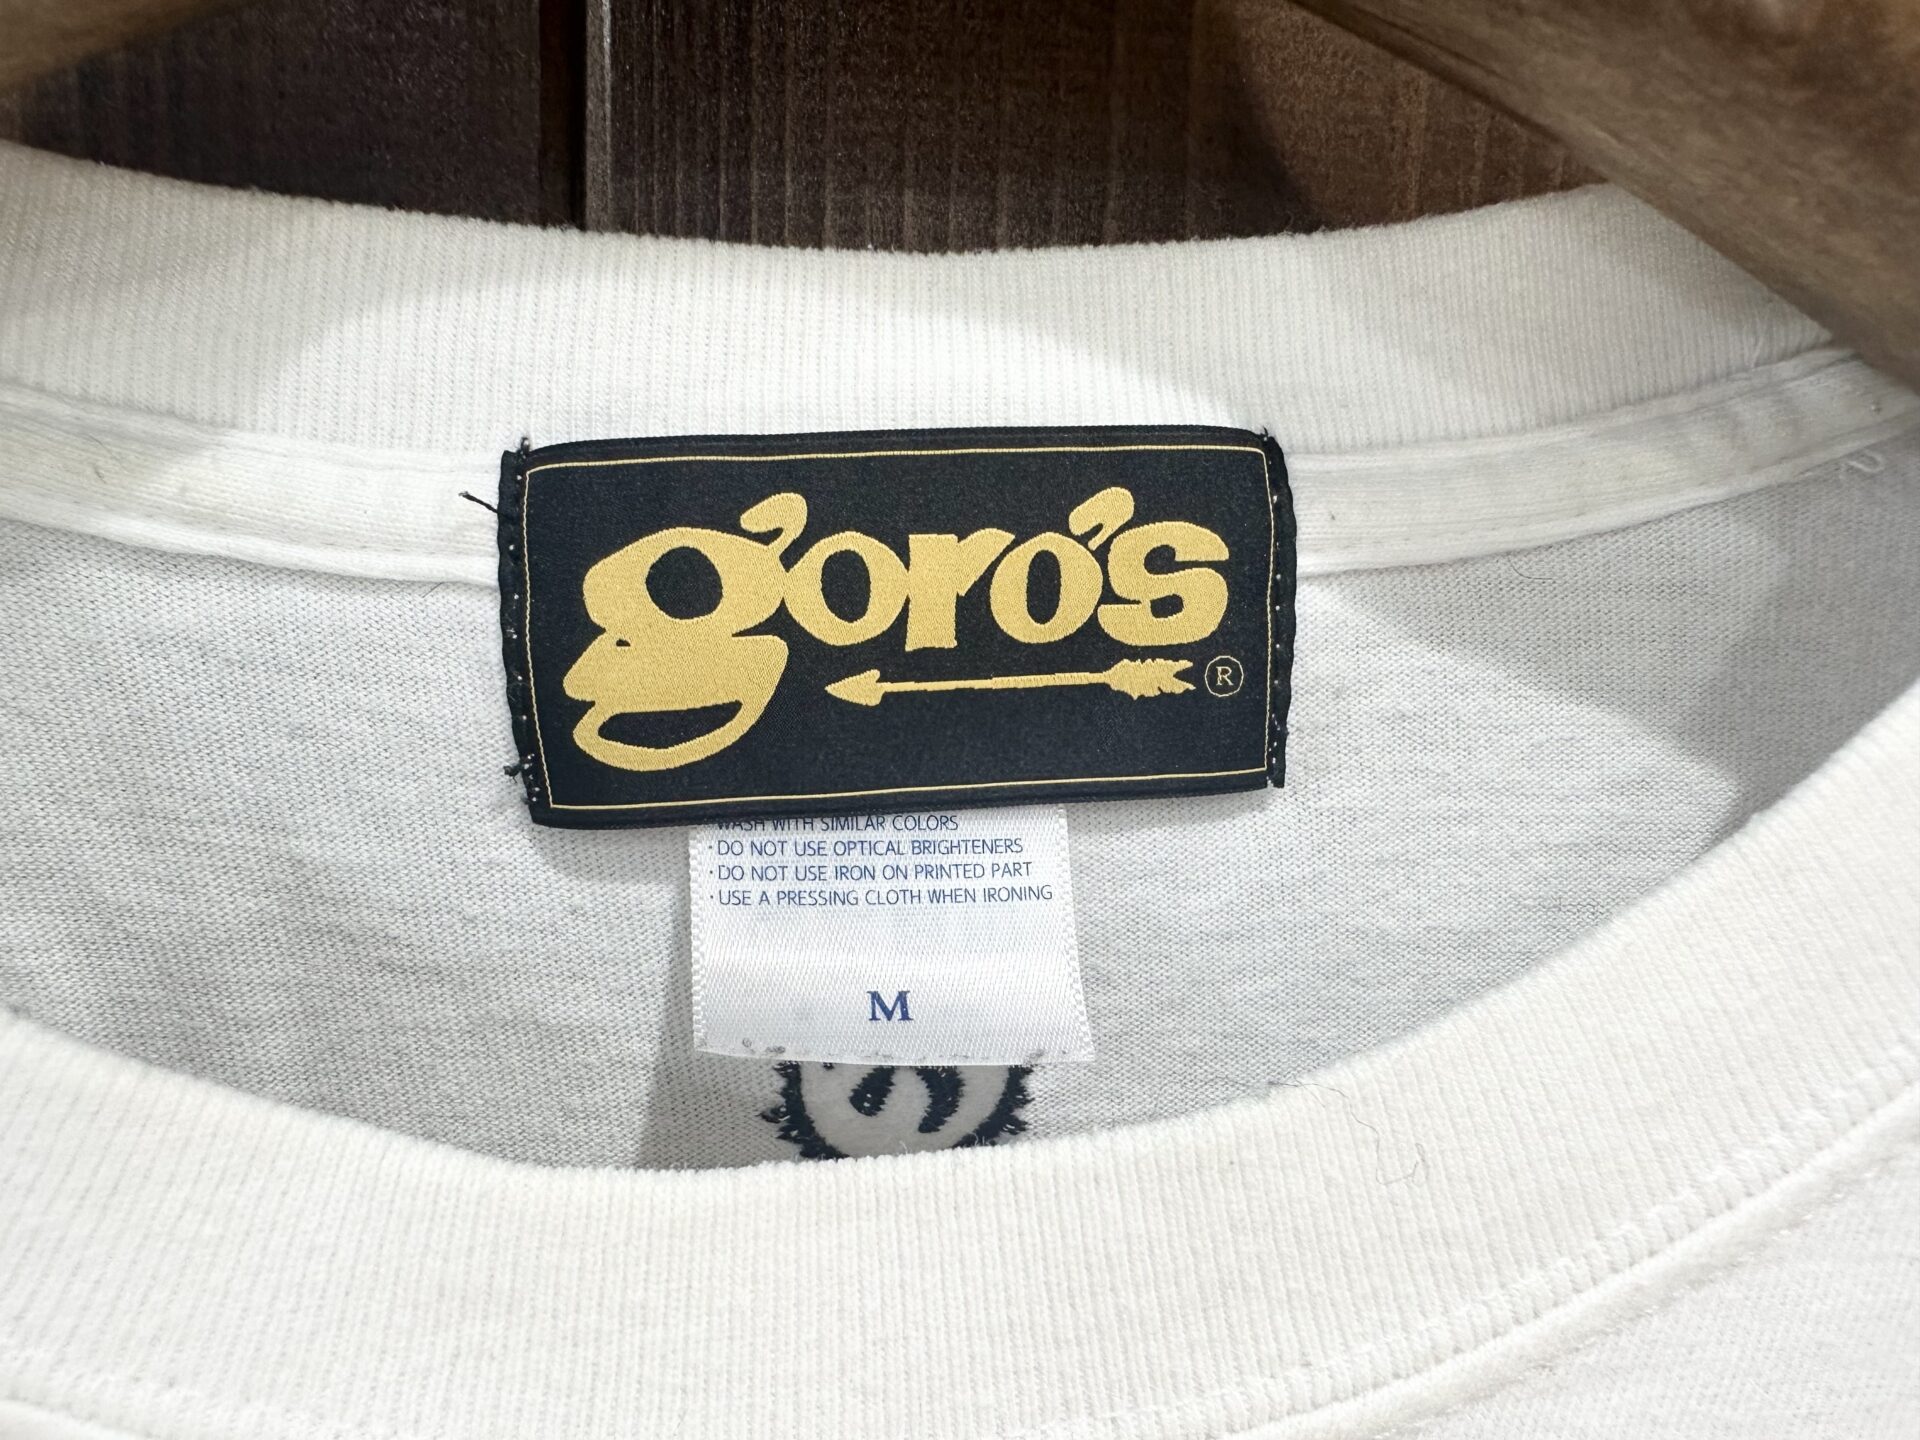 goro's
®
WASH WITH SIMILAR COLORS
・DO NOT USE OPTICAL BRIGHTENERS
・DO NOT USE IRON ON PRINTED PART
・USE A PRESSING CLOTH WHEN IRONING
M